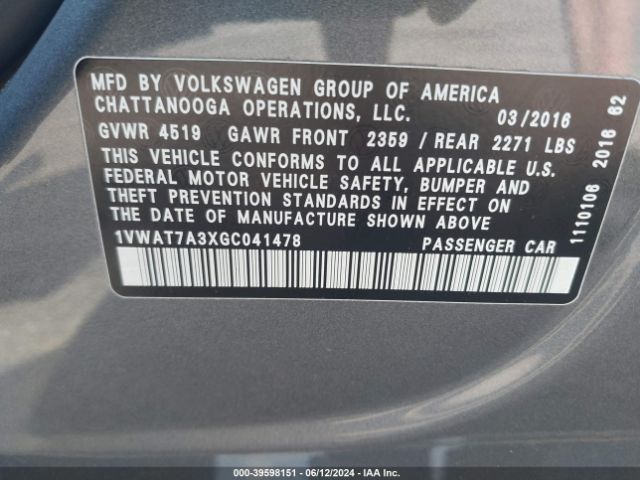 MFD BY VOLKSWAGEN GROUP OF AMERICA
CHATTANOOGA OPERATIONS, LLC. 03/2016
GVWR 4519 GAWR FRONT 2359 / REAR 2271 LBS
THIS VEHICLE CONFORMS TO ALL APPLICABLE U.S.
FEDERAL MOTOR VEHICLE SAFETY, BUMPER AND
THEFT PREVENTION STANDARDS IN EFFECT ON
THE DATE OF MANUFACTURE SHOWN ABOVE
1VWAT7A3XGC041478 PASSENGER CAR
1110106 2016 62
000-39598151 - 06/12/2024 - IAA Inc.